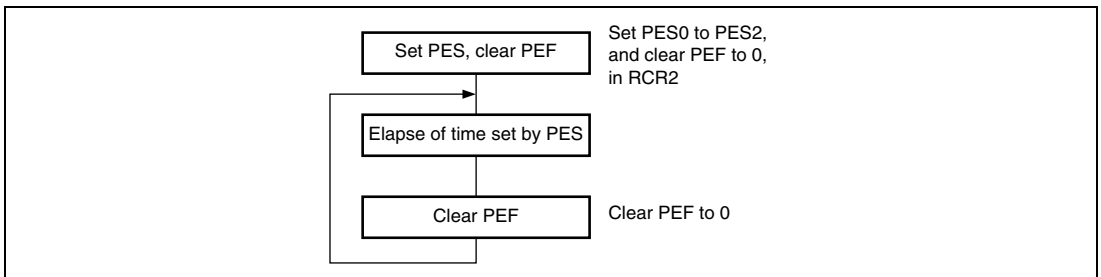 Set PES, clear PEF
Set PES0 to PES2,
and clear PEF to 0,
in RCR2
Elapse of time set by PES
Clear PEF
Clear PEF to 0